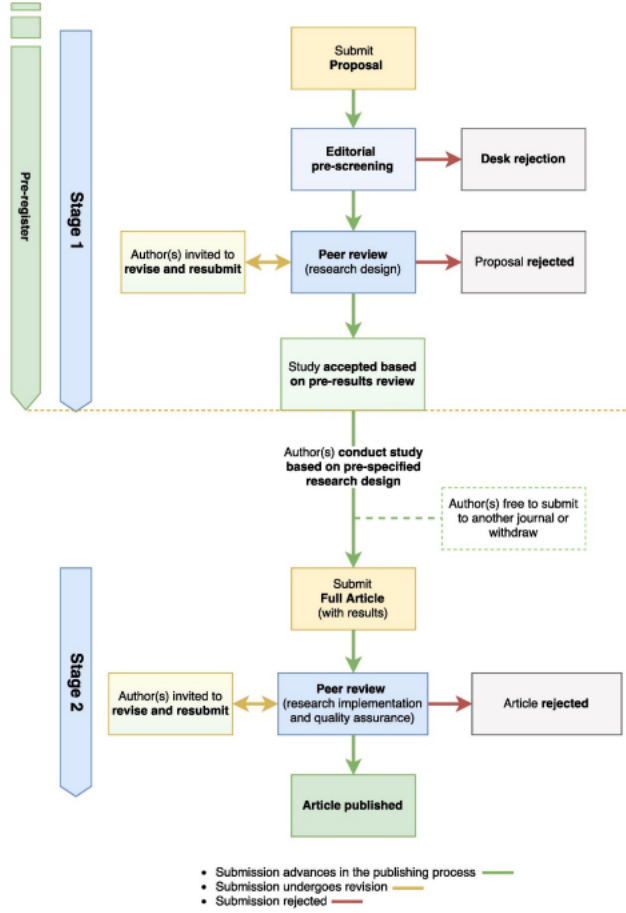 Submit
Proposal
Pre-register
Stage 1
Editorial
pre-screening
Desk rejection
Author(s) invited to
revise and resubmit
Peer review
(research design)
Proposal rejected
Study accepted based
on pre-results review
Author(s) conduct study
based on pre-specified
research design
Author(s) free to submit
to another journal or
withdraw
Submit
Full Article
(with results)
Stage 2
Author(s) invited to
revise and resubmit
Peer review
(research implementation
and quality assurance)
Article rejected
Article published
• Submission advances in the publishing process
• Submission undergoes revision
• Submission rejected